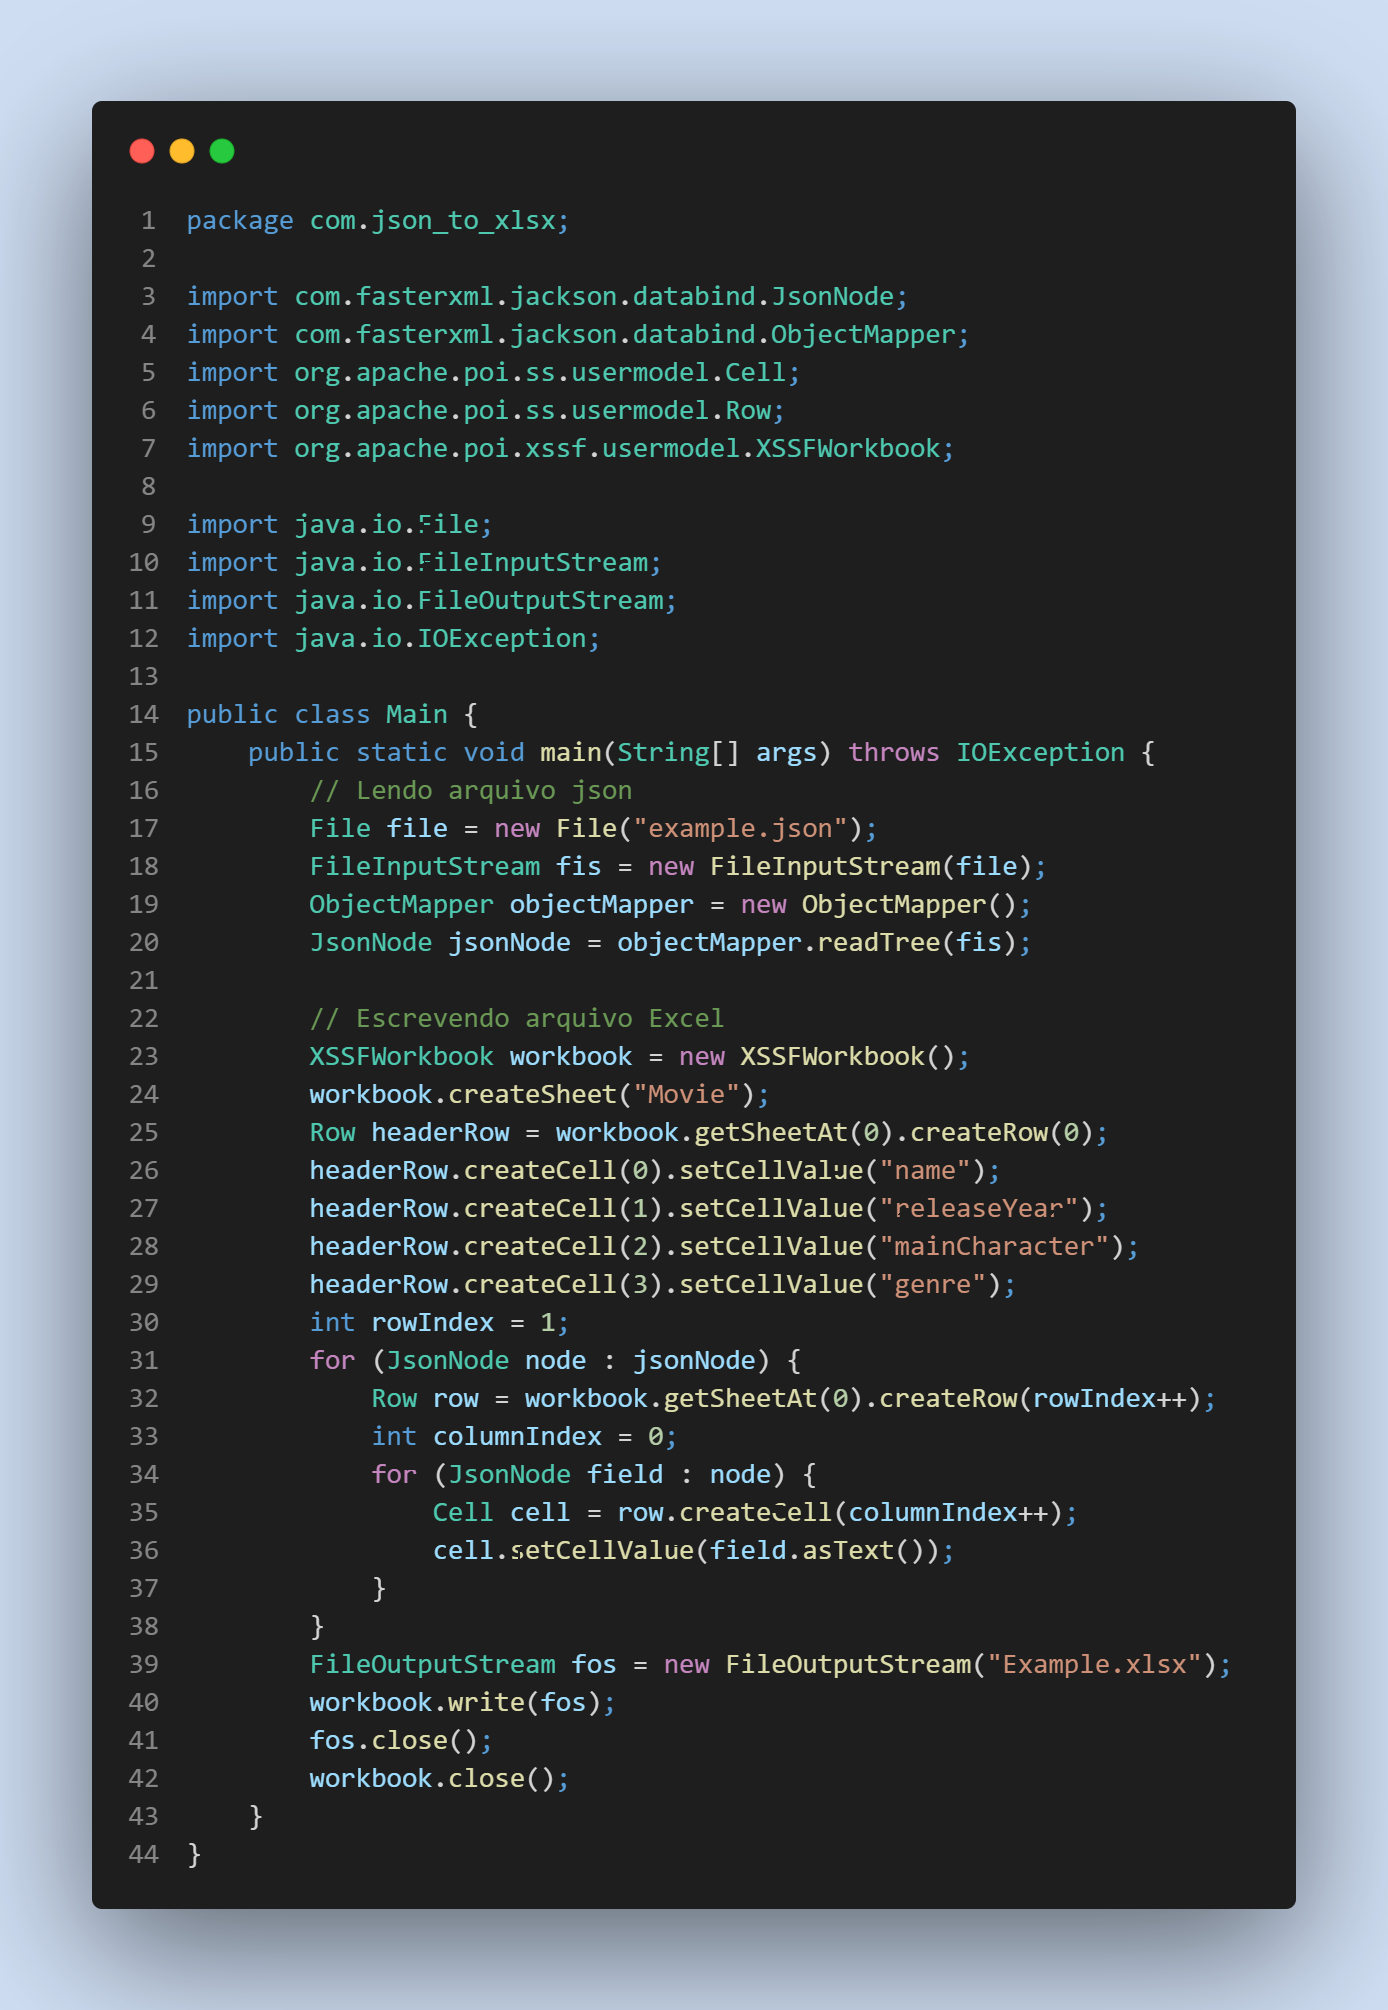 1 package com.json_to_xlsx;
2
3 import com.fasterxml.jackson.databind.JsonNode;
4 import com.fasterxml.jackson.databind.ObjectMapper;
5 import org.apache.poi.ss.usermodel.Cell;
6 import org.apache.poi.ss.usermodel.Row;
7 import org.apache.poi.xssf.usermodel.XSSFWorkbook;
8
9 import java.io.File;
10 import java.io.FileInputStream;
11 import java.io.FileOutputStream;
12 import java.io.IOException;
13
14 public class Main {
15     public static void main(String[] args) throws IOException {
16         // Lendo arquivo json
17         File file = new File("example.json");
18         FileInputStream fis = new FileInputStream(file);
19         ObjectMapper objectMapper = new ObjectMapper();
20         JsonNode jsonNode = objectMapper.readTree(fis);
21
22         // Escrevendo arquivo Excel
23         XSSFWorkbook workbook = new XSSFWorkbook();
24         workbook.createSheet("Movie");
25         Row headerRow = workbook.getSheetAt(0).createRow(0);
26         headerRow.createCell(0).setCellValue("name");
27         headerRow.createCell(1).setCellValue("releaseYear");
28         headerRow.createCell(2).setCellValue("mainCharacter");
29         headerRow.createCell(3).setCellValue("genre");
30         int rowIndex = 1;
31         for (JsonNode node : jsonNode) {
32             Row row = workbook.getSheetAt(0).createRow(rowIndex++);
33             int columnIndex = 0;
34             for (JsonNode field : node) {
35                 Cell cell = row.createCell(columnIndex++);
36                 cell.setCellValue(field.asText());
37             }
38         }
39         FileOutputStream fos = new FileOutputStream("Example.xlsx");
40         workbook.write(fos);
41         fos.close();
42         workbook.close();
43     }
44 }